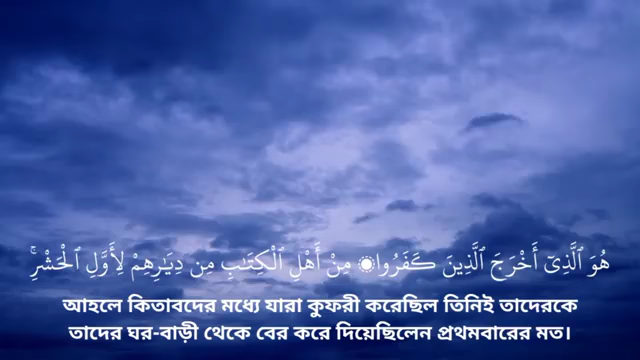 هُوَ ٱلَّذِىٓ أَخْرَجَ ٱلَّذِينَ كَفَرُوا۟ مِنْ أَهْلِ ٱلْكِتَـٰبِ مِن دِيَـٰرِهِمْ لِأَوَّلِ ٱلْحَشْرِ ۚ
আহলে কিতাবদের মধ্যে যারা কুফরী করেছিল তিনিই তাদেরকে
তাদের ঘর-বাড়ী থেকে বের করে দিয়েছিলেন প্রথমবারের মত।